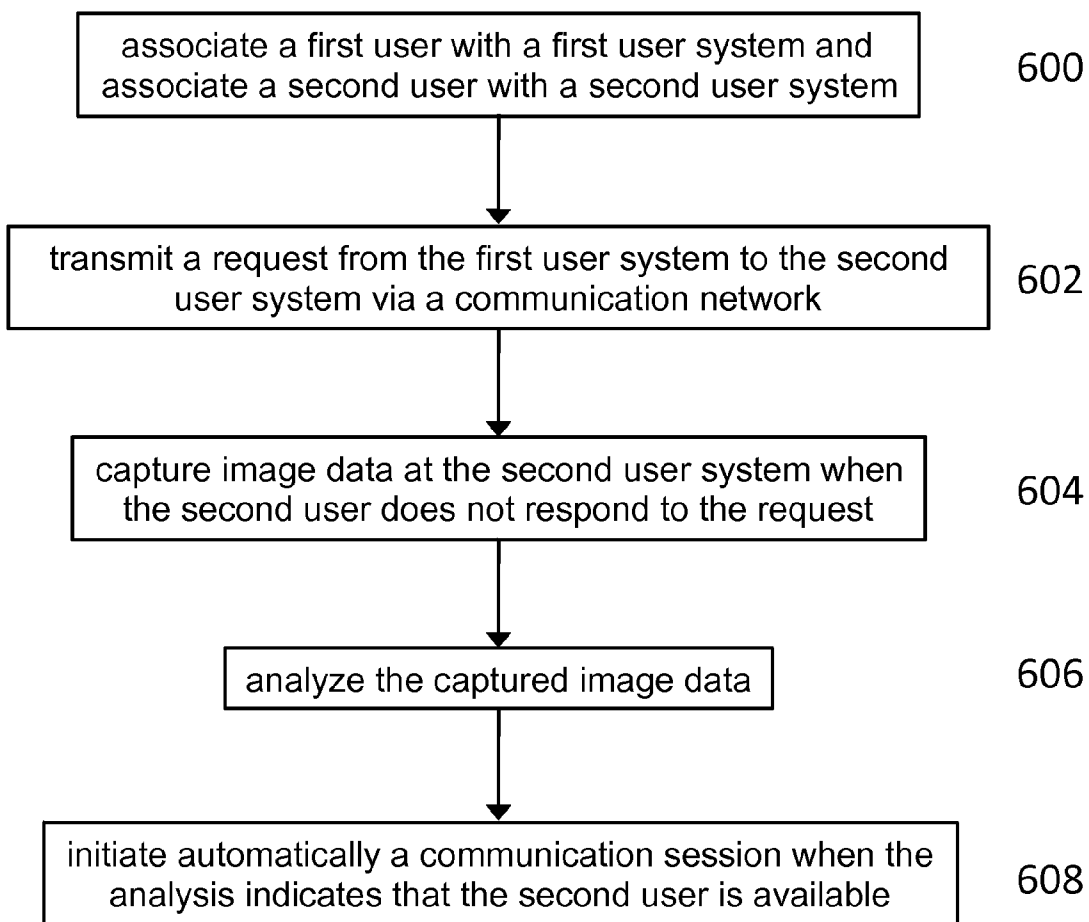 associate a first user with a first user system and
associate a second user with a second user system
600
transmit a request from the first user system to the second
user system via a communication network
602
capture image data at the second user system when
the second user does not respond to the request
604
analyze the captured image data
606
initiate automatically a communication session when the
analysis indicates that the second user is available
608